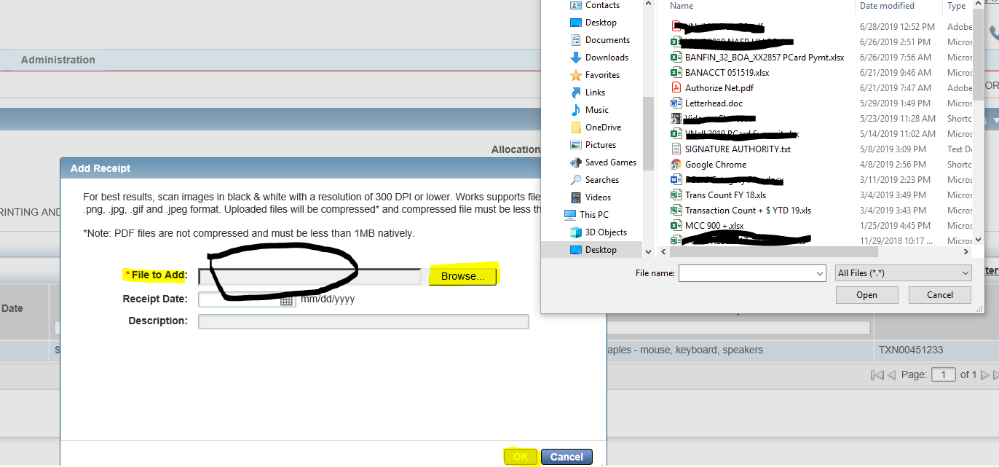 Administration
Allocation
PRINTING AND
Date
Add Receipt
For best results, scan images in black & white with a resolution of 300 DPI or lower. Works supports file
.png, .jpg, .gif and .jpeg format. Uploaded files will be compressed* and compressed file must be less th
*Note: PDF files are not compressed and must be less than 1MB natively.
*File to Add:
Browse...
Receipt Date:
mm/dd/yyyy
Description:
OK
Cancel
Contacts
Desktop
Documents
Downloads
Favorites
Links
Music
OneDrive
Pictures
Saved Games
Searches
Videos
This PC
3D Objects
Desktop
Name Date modified Type
6/28/2019 12:52 PM Adobe
6/26/2019 2:51 PM Micros
BANFIN_32_BOA_XX2857 PCard Pymt.xlsx 6/26/2019 7:56 AM Micros
BANACCT 051519.xlsx 6/21/2019 9:46 AM Micros
Authorize Net.pdf 6/21/2019 7:47 AM Adobe
Letterhead.doc 5/29/2019 1:49 PM Micros
5/23/2019 11:28 AM Shortc
5/14/2019 11:02 AM Micros
SIGNATURE AUTHORITY.txt 5/8/2019 3:09 PM Text Do
Google Chrome 4/8/2019 2:56 PM Shortc
3/11/2019 2:23 PM Micros
Trans Count FY 18.xls 3/4/2019 3:49 PM Micros
Transaction Count + $ YTD 19.xls 3/4/2019 3:43 PM Micros
MCC 900 +.xlsx 1/25/2019 4:45 PM Micros
11/29/2018 10:17 ... Micros
File name:
All Files (*.*)
Open
Cancel
aples - mouse, keyboard, speakers
TXN00451233
Page: 1 of 1